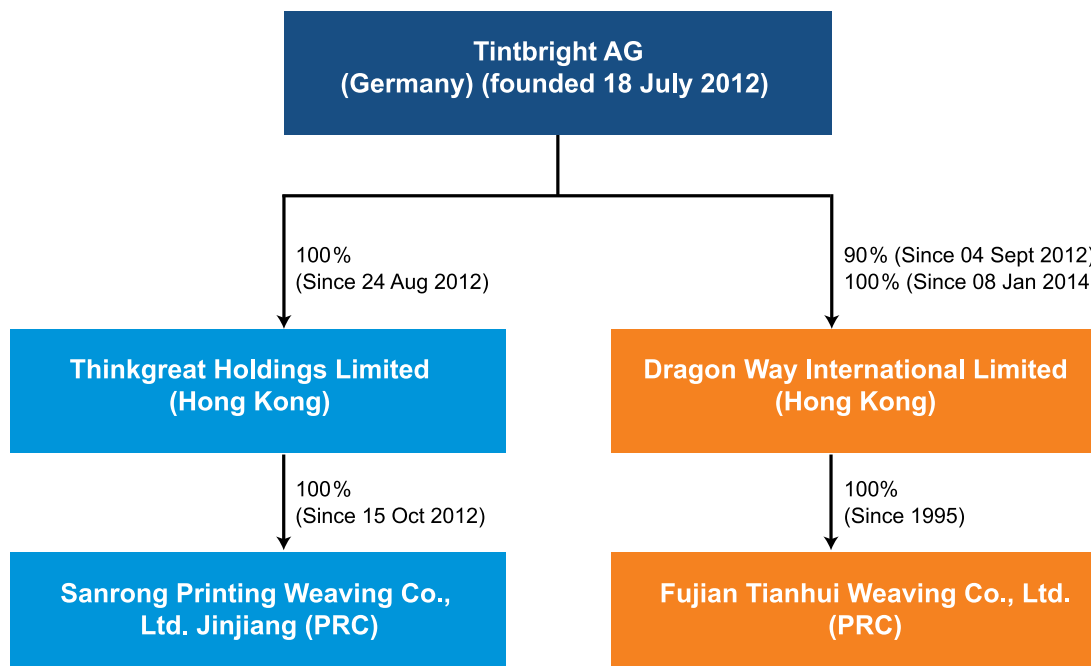 Tintbright AG
(Germany) (founded 18 July 2012)
100%
(Since 24 Aug 2012)
90% (Since 04 Sept 2012)
100% (Since 08 Jan 2014
Thinkgreat Holdings Limited
(Hong Kong)
Dragon Way International Limited
(Hong Kong)
100%
(Since 15 Oct 2012)
100%
(Since 1995)
Sanrong Printing Weaving Co.,
Ltd. Jinjiang (PRC)
Fujian Tianhui Weaving Co., Ltd.
(PRC)